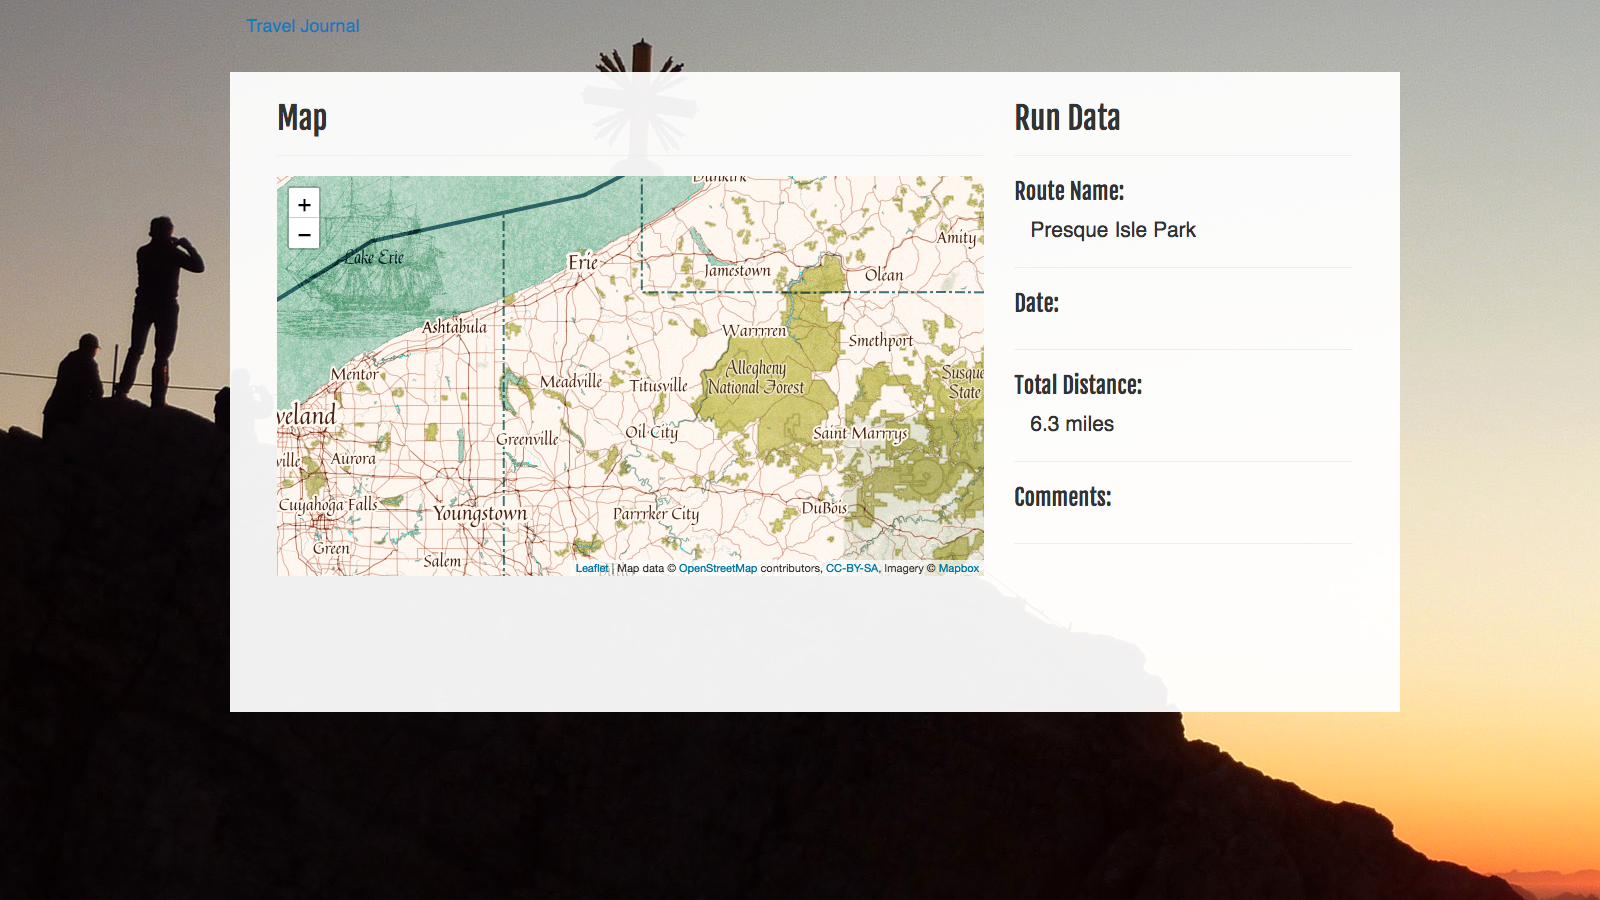 Travel Journal
Map
+
−
Dunkirk
Amity
Lake Erie
Erie
Jamestown
Olean
Ashtabula
Warrrren
Smethport
Mentor
Allegheny
National Forest
Meadville
Titusville
Susque
State
veland
Greenville
Oil City
Saint Marrrys
ville
Aurora
Cuyahoga Falls
Youngstown
Parrrker City
DuBois
Green
Salem
Leaflet | Map data © OpenStreetMap contributors, CC-BY-SA, Imagery © Mapbox
Run Data
Route Name:
Presque Isle Park
Date:
Total Distance:
6.3 miles
Comments: